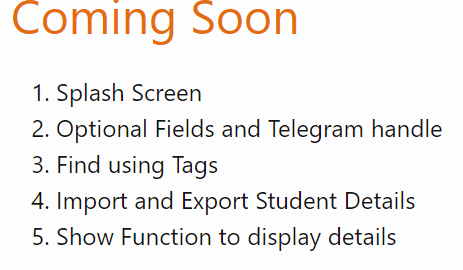 Coming Soon
1. Splash Screen
2. Optional Fields and Telegram handle
3. Find using Tags
4. Import and Export Student Details
5. Show Function to display details